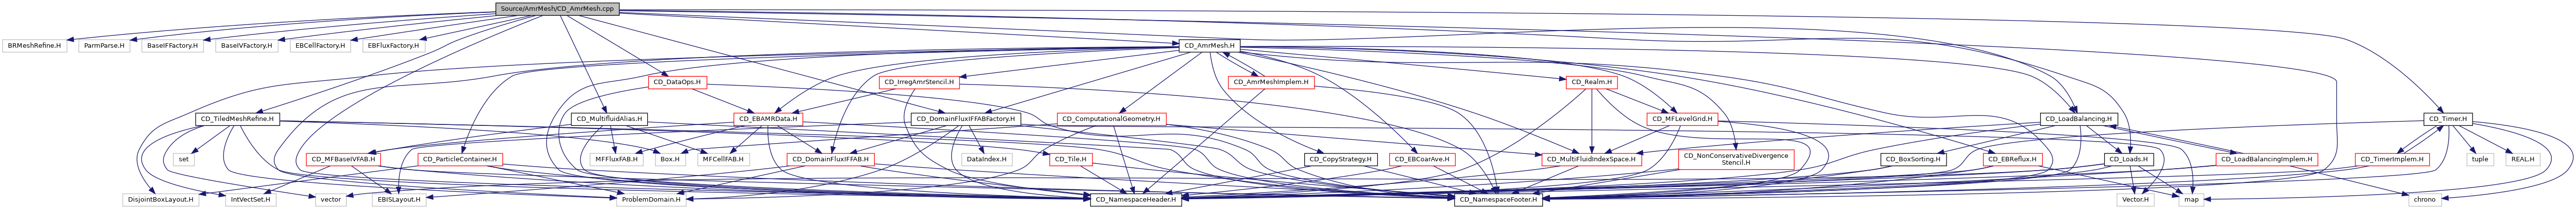 Source/AmrMesh/CD_AmrMesh.cpp
BRMeshRefine.H
ParmParse.H
BaseIFFactory.H
BaseIVFactory.H
EBCellFactory.H
EBFluxFactory.H
CD_AmrMesh.H
CD_DataOps.H
CD_IrregAmrStencil.H
CD_AmrMeshImplem.H
CD_Realm.H
CD_TiledMeshRefine.H
CD_EBAMRData.H
CD_MultifluidAlias.H
CD_DomainFluxIFFABFactory.H
CD_ComputationalGeometry.H
CD_MFLevelGrid.H
CD_LoadBalancing.H
CD_Timer.H
set
CD_MFBaseIVFAB.H
CD_ParticleContainer.H
MFFluxFAB.H
Box.H
MFCellFAB.H
CD_DomainFluxIFFAB.H
DataIndex.H
CD_Tile.H
CD_CopyStrategy.H
CD_EBCoarAve.H
CD_MultiFluidIndexSpace.H
CD_NonConservativeDivergence
Stencil.H
CD_BoxSorting.H
CD_EBReflux.H
CD_Loads.H
CD_LoadBalancingImplem.H
CD_TimerImplem.H
tuple
REAL.H
DisjointBoxLayout.H
IntVectSet.H
vector
EBISLayout.H
ProblemDomain.H
CD_NamespaceHeader.H
CD_NamespaceFooter.H
Vector.H
map
chrono